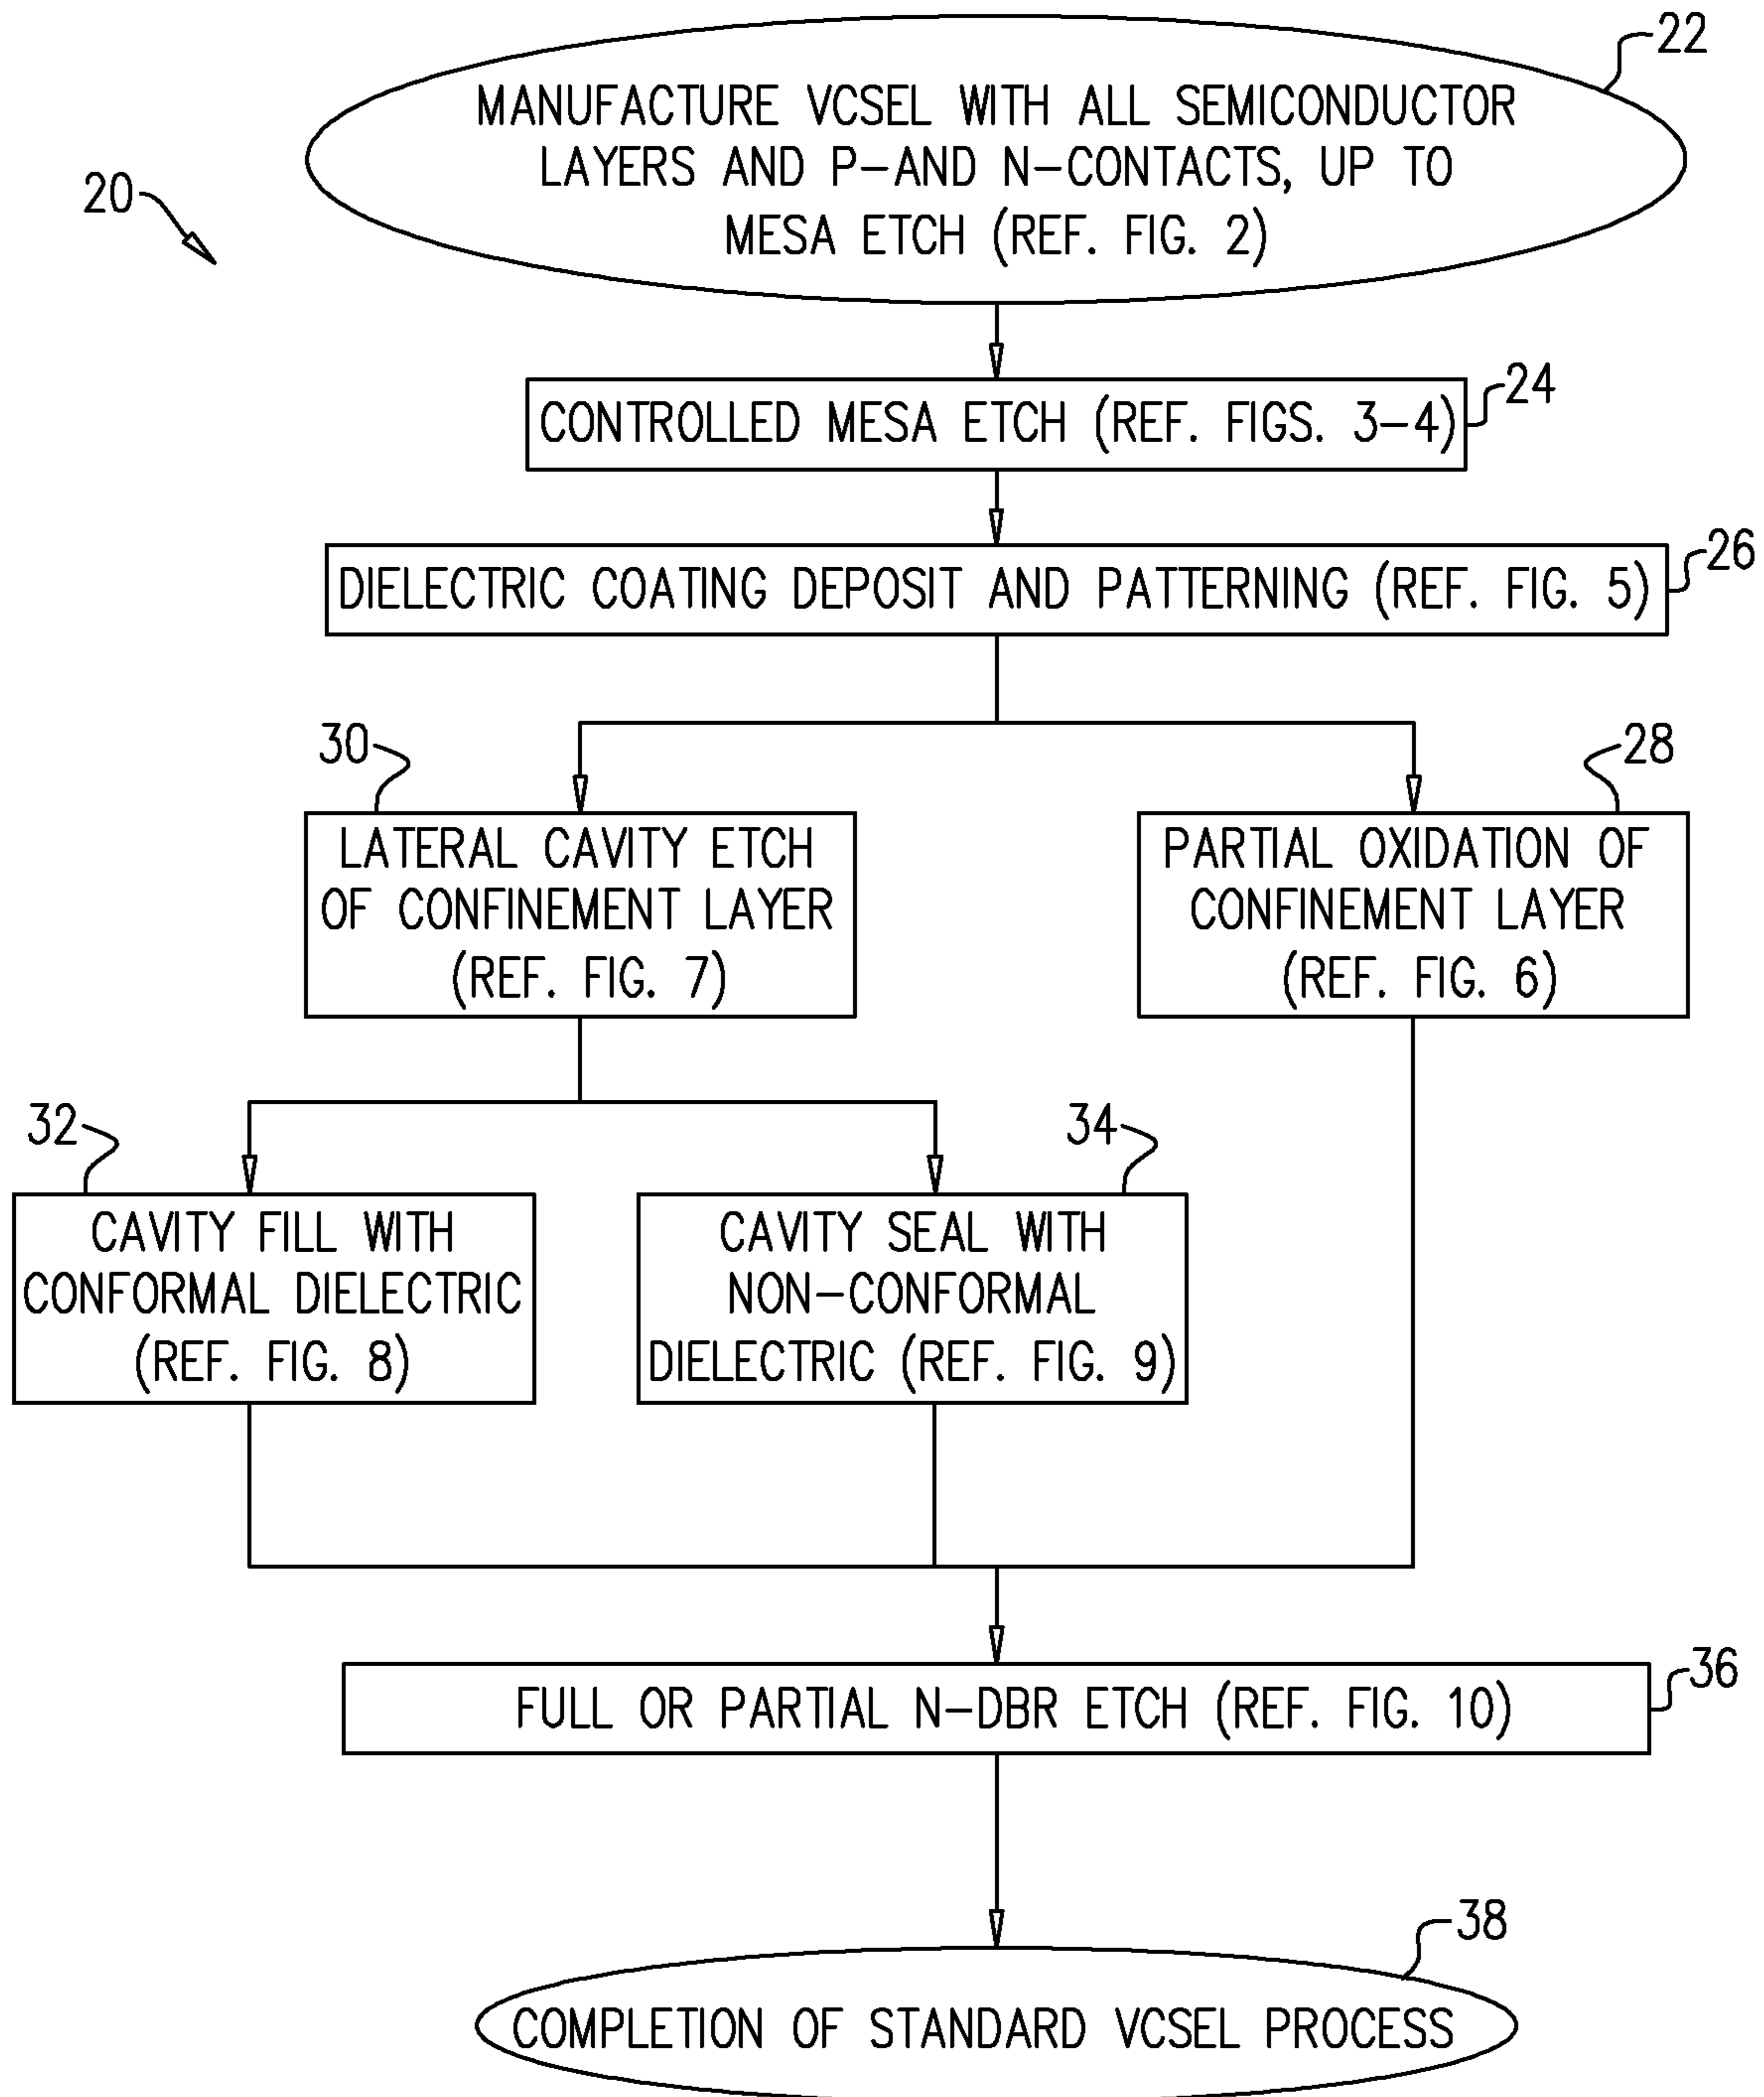 22
MANUFACTURE VCSEL WITH ALL SEMICONDUCTOR
LAYERS AND P-AND N-CONTACTS, UP TO
MESA ETCH (REF. FIG. 2)
20
24
CONTROLLED MESA ETCH (REF. FIGS. 3-4)
26
DIELECTRIC COATING DEPOSIT AND PATTERNING (REF. FIG. 5)
30
LATERAL CAVITY ETCH
OF CONFINEMENT LAYER
(REF. FIG. 7)
28
PARTIAL OXIDATION OF
CONFINEMENT LAYER
(REF. FIG. 6)
32
CAVITY FILL WITH
CONFORMAL DIELECTRIC
(REF. FIG. 8)
34
CAVITY SEAL WITH
NON-CONFORMAL
DIELECTRIC (REF. FIG. 9)
36
FULL OR PARTIAL N-DBR ETCH (REF. FIG. 10)
38
COMPLETION OF STANDARD VCSEL PROCESS